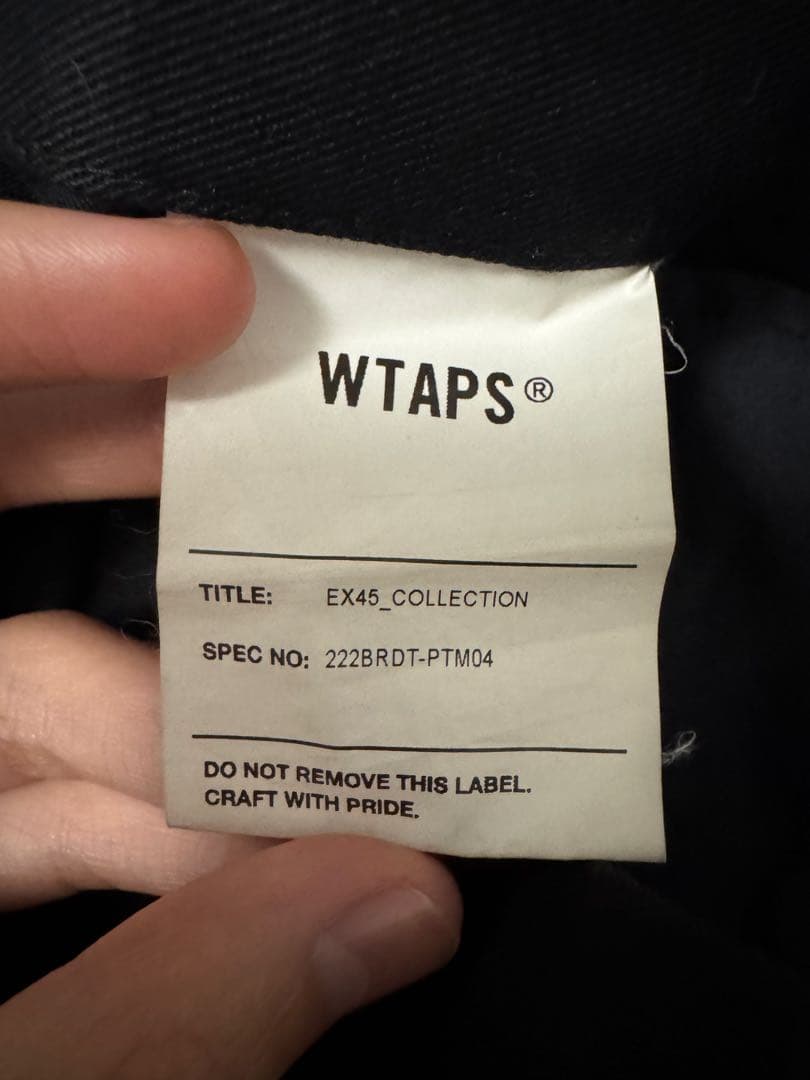 WTAPS®
TITLE: EX45_COLLECTION
SPEC NO: 222BRDT-PTM04
DO NOT REMOVE THIS LABEL.
CRAFT WITH PRIDE.